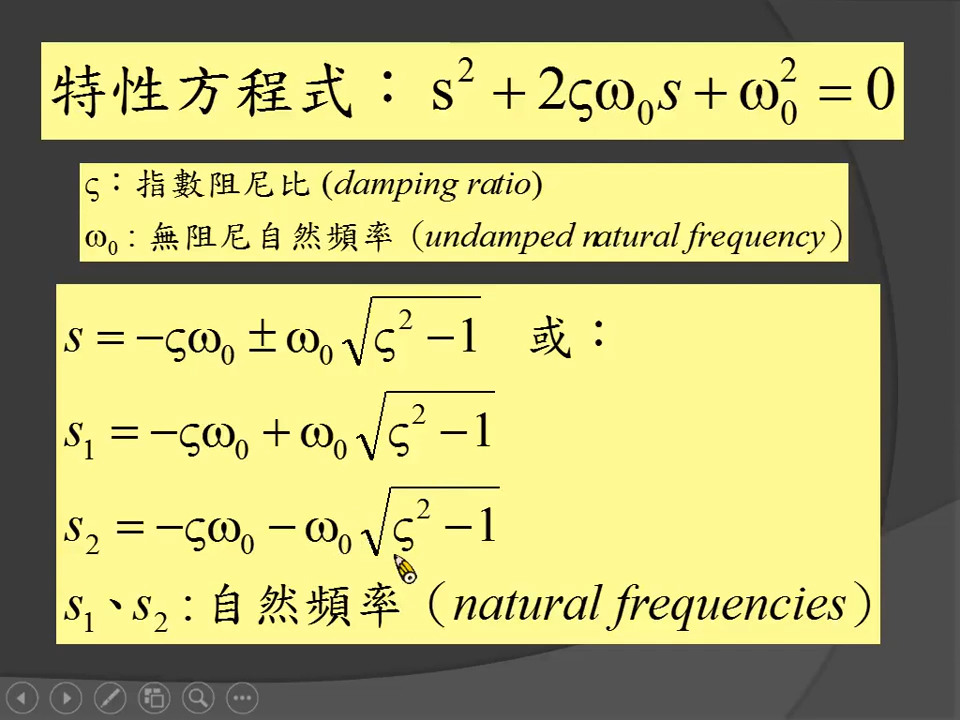 特性方程式：s² + 2ςω₀s + ω₀² = 0
ς：指數阻尼比 (damping ratio)
ω₀ : 無阻尼自然頻率（undamped natural frequency）
s = −ςω₀ ± ω₀√(ς² − 1) 或：
s₁ = −ςω₀ + ω₀√(ς² − 1)
s₂ = −ςω₀ − ω₀√(ς² − 1)
s₁、s₂ : 自然頻率（natural frequencies）